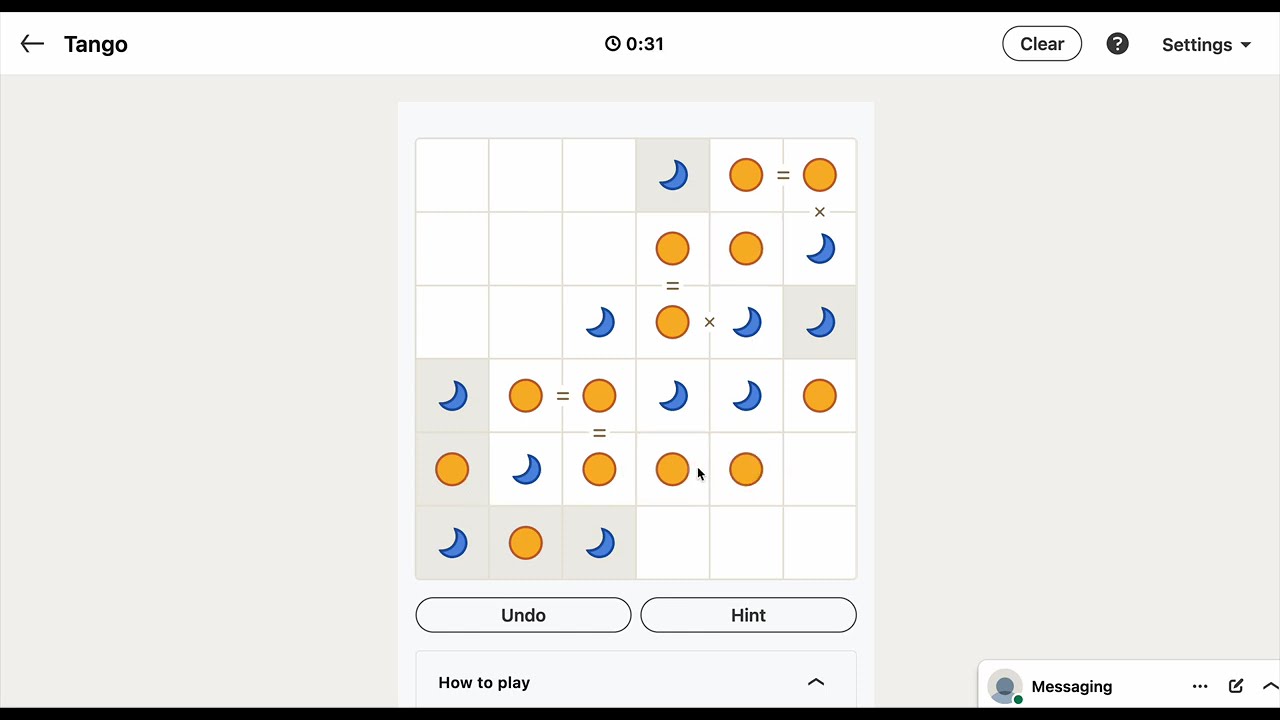 Tango
0:31
Clear
?
Settings
=
×
=
×
=
=
Undo
Hint
How to play
Messaging